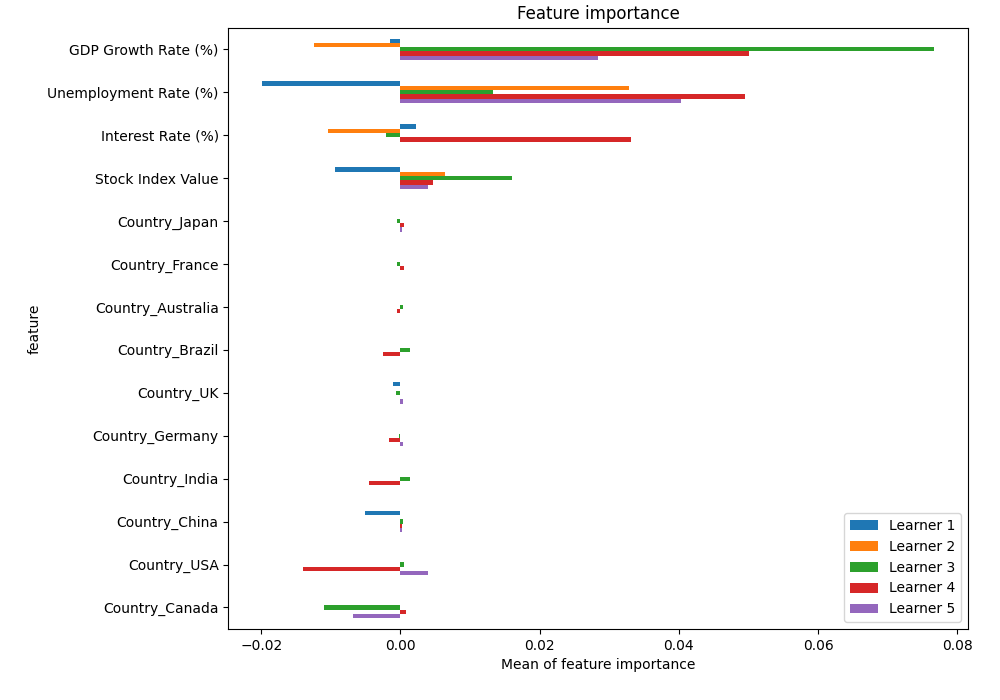 Feature importance
GDP Growth Rate (%)
Unemployment Rate (%)
Interest Rate (%)
Stock Index Value
Country_Japan
Country_France
Country_Australia
Country_Brazil
Country_UK
Country_Germany
Country_India
Country_China
Country_USA
Country_Canada
feature
Learner 1
Learner 2
Learner 3
Learner 4
Learner 5
−0.02 0.00 0.02 0.04 0.06 0.08
Mean of feature importance